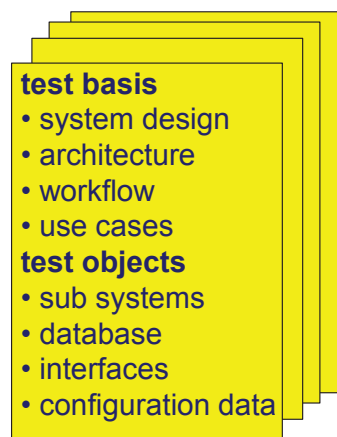 test basis
• system design
• architecture
• workflow
• use cases
test objects
• sub systems
• database
• interfaces
• configuration data